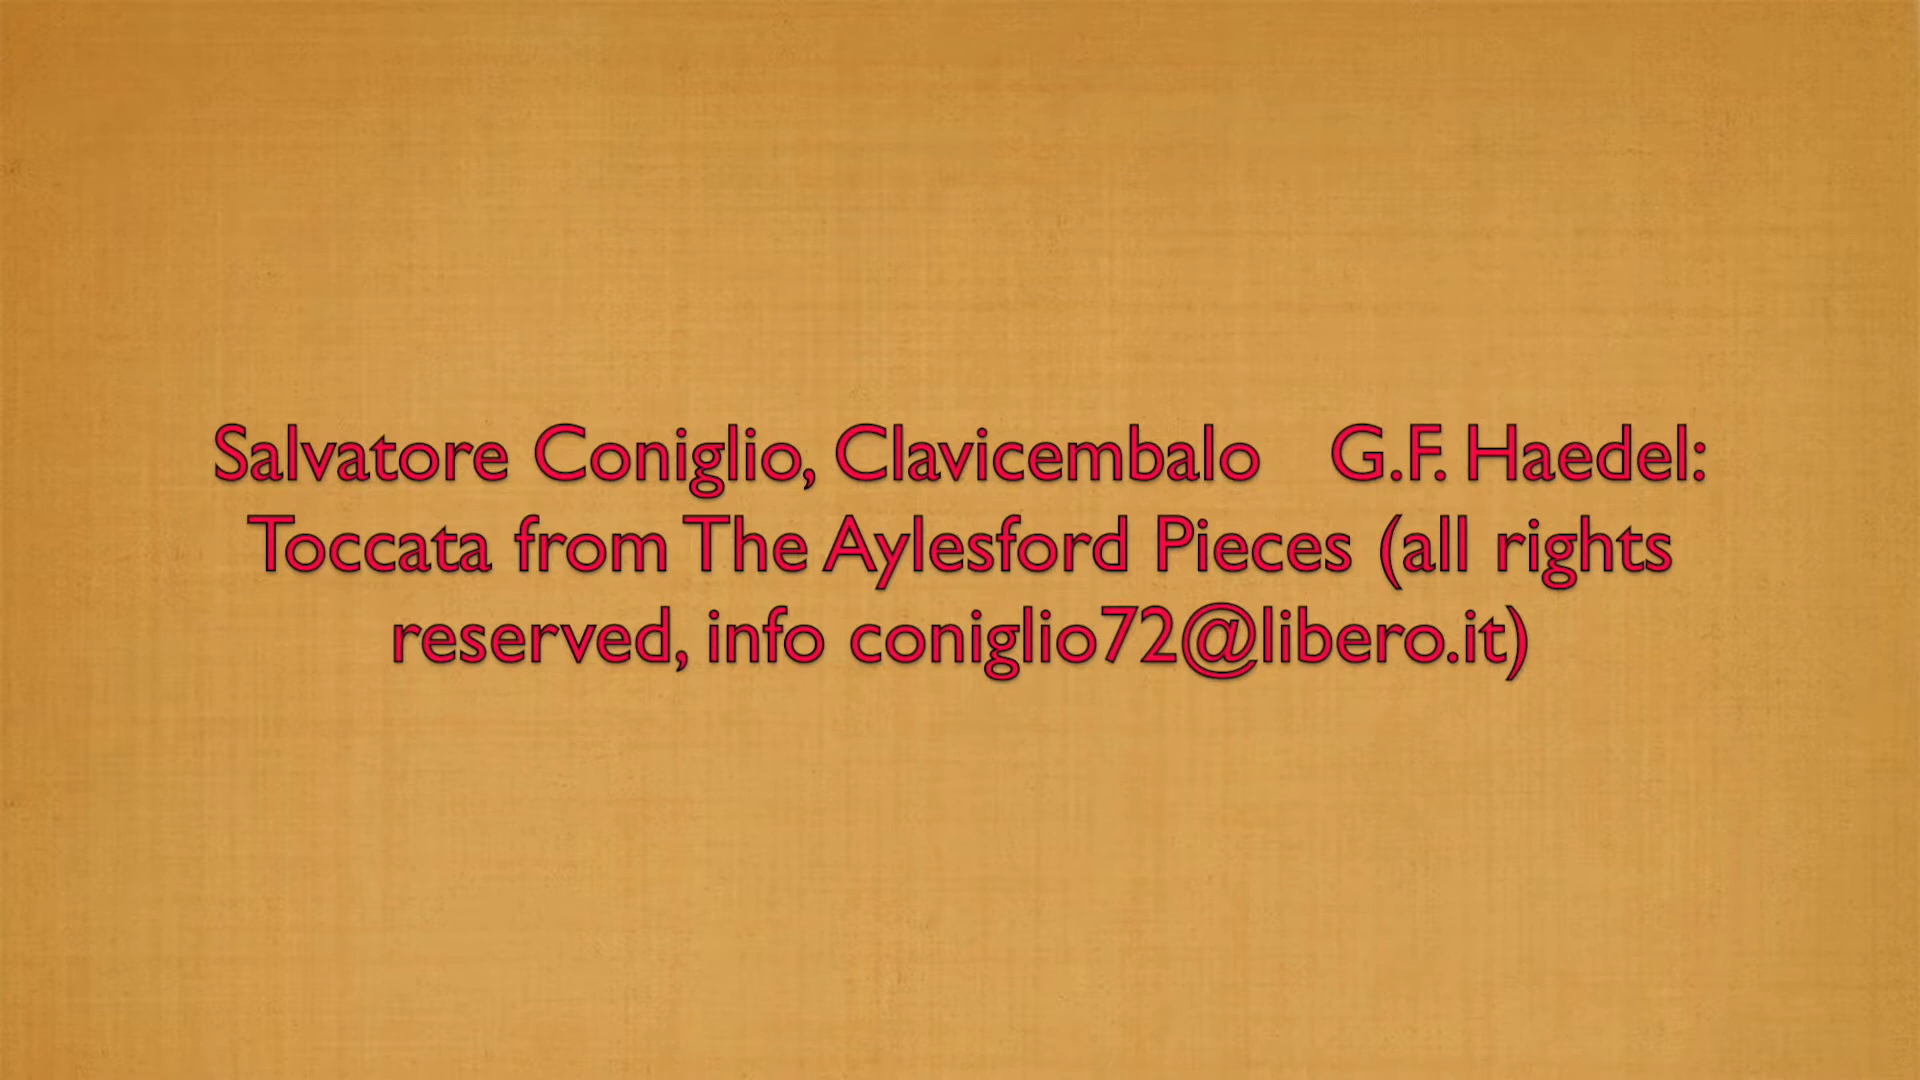 Salvatore Coniglio, Clavicembalo   G.F. Haedel:
Toccata from The Aylesford Pieces (all rights
reserved, info coniglio72@libero.it)